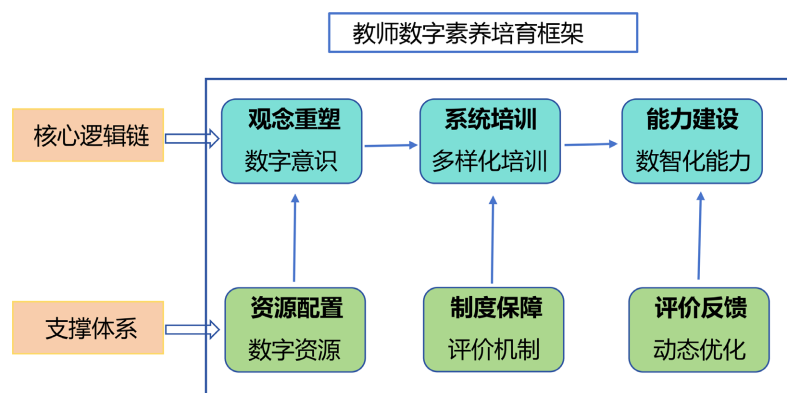 教师数字素养培育框架
核心逻辑链
观念重塑
数字意识
系统培训
多样化培训
能力建设
数智化能力
支撑体系
资源配置
数字资源
制度保障
评价机制
评价反馈
动态优化